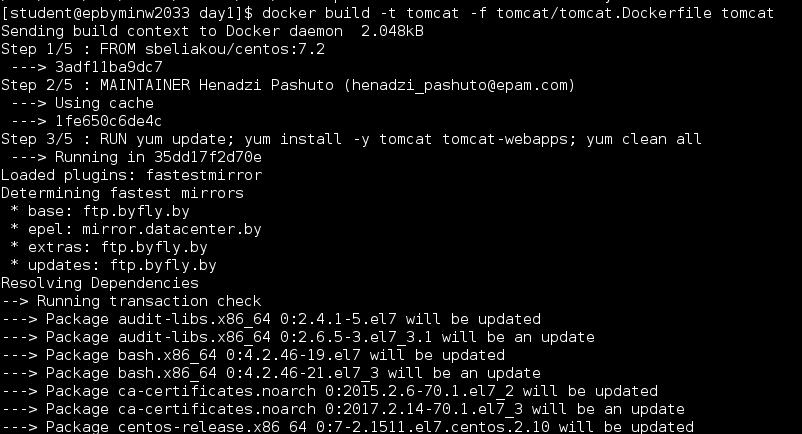 [student@epbyminw2033 day1]$ docker build -t tomcat -f tomcat/tomcat.Dockerfile tomcat
Sending build context to Docker daemon  2.048kB
Step 1/5 : FROM sbeliakou/centos:7.2
 ---> 3adf11ba9dc7
Step 2/5 : MAINTAINER Henadzi Pashuto (henadzi_pashuto@epam.com)
 ---> Using cache
 ---> 1fe650c6de4c
Step 3/5 : RUN yum update; yum install -y tomcat tomcat-webapps; yum clean all
 ---> Running in 35dd17f2d70e
Loaded plugins: fastestmirror
Determining fastest mirrors
 * base: ftp.byfly.by
 * epel: mirror.datacenter.by
 * extras: ftp.byfly.by
 * updates: ftp.byfly.by
Resolving Dependencies
--> Running transaction check
---> Package audit-libs.x86_64 0:2.4.1-5.el7 will be updated
---> Package audit-libs.x86_64 0:2.6.5-3.el7_3.1 will be an update
---> Package bash.x86_64 0:4.2.46-19.el7 will be updated
---> Package bash.x86_64 0:4.2.46-21.el7_3 will be an update
---> Package ca-certificates.noarch 0:2015.2.6-70.1.el7_2 will be updated
---> Package ca-certificates.noarch 0:2017.2.14-70.1.el7_3 will be an update
---> Package centos-release.x86_64 0:7-2.1511.el7.centos.2.10 will be updated